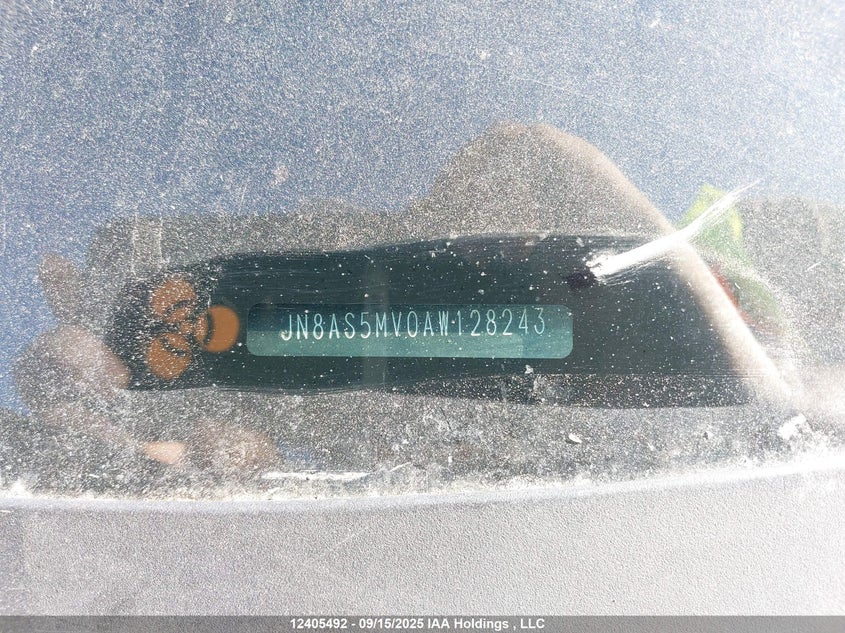 JN8AS5MV0AW128243
12405492 - 09/15/2025 IAA Holdings , LLC